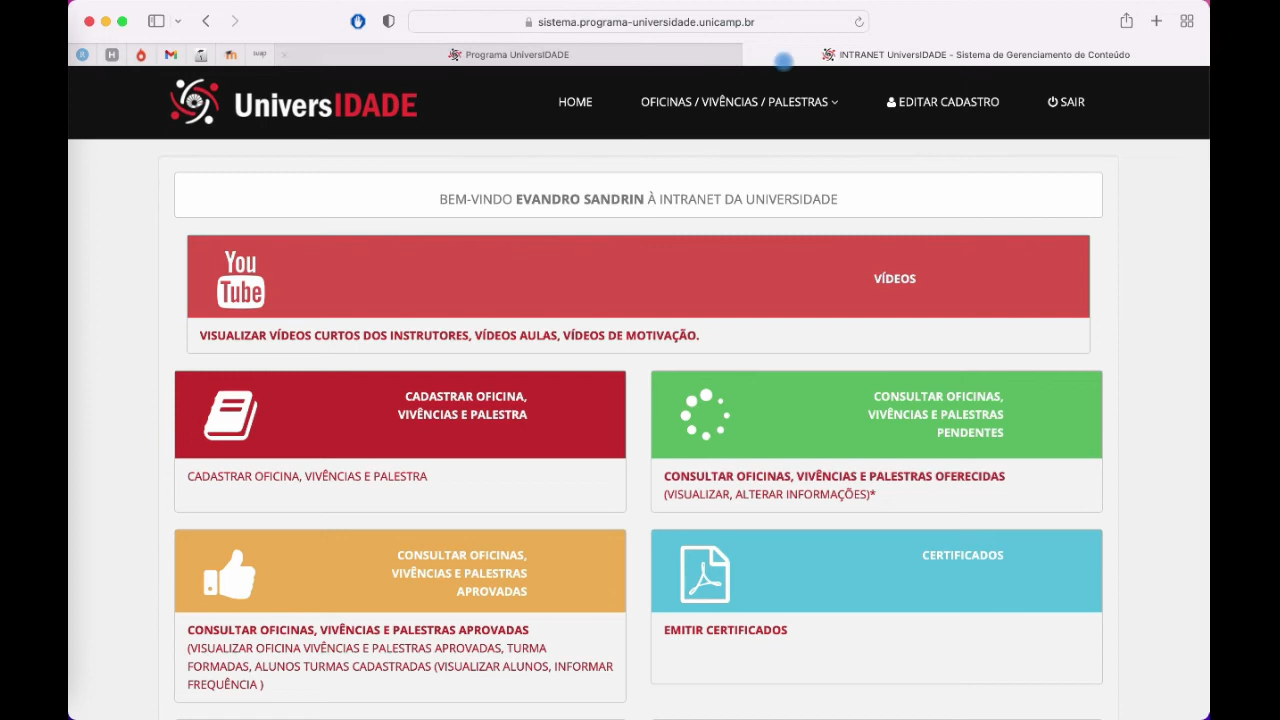 sistema.programa-universidade.unicamp.br
Programa UniversIDADE
INTRANET UniversIDADE - Sistema de Gerenciamento de Conteúdo
UniversIDADE
HOME
OFICINAS / VIVÊNCIAS / PALESTRAS
EDITAR CADASTRO
SAIR
BEM-VINDO EVANDRO SANDRIN À INTRANET DA UNIVERSIDADE
You
Tube
VÍDEOS
VISUALIZAR VÍDEOS CURTOS DOS INSTRUTORES, VÍDEOS AULAS, VÍDEOS DE MOTIVAÇÃO.
CADASTRAR OFICINA,
VIVÊNCIAS E PALESTRA
CADASTRAR OFICINA, VIVÊNCIAS E PALESTRA
CONSULTAR OFICINAS,
VIVÊNCIAS E PALESTRAS
PENDENTES
CONSULTAR OFICINAS, VIVÊNCIAS E PALESTRAS OFERECIDAS
(VISUALIZAR, ALTERAR INFORMAÇÕES)*
CONSULTAR OFICINAS,
VIVÊNCIAS E PALESTRAS
APROVADAS
CONSULTAR OFICINAS, VIVÊNCIAS E PALESTRAS APROVADAS
(VISUALIZAR OFICINA VIVÊNCIAS E PALESTRAS APROVADAS, TURMA
FORMADAS, ALUNOS TURMAS CADASTRADAS (VISUALIZAR ALUNOS, INFORMAR
FREQUÊNCIA )
CERTIFICADOS
EMITIR CERTIFICADOS